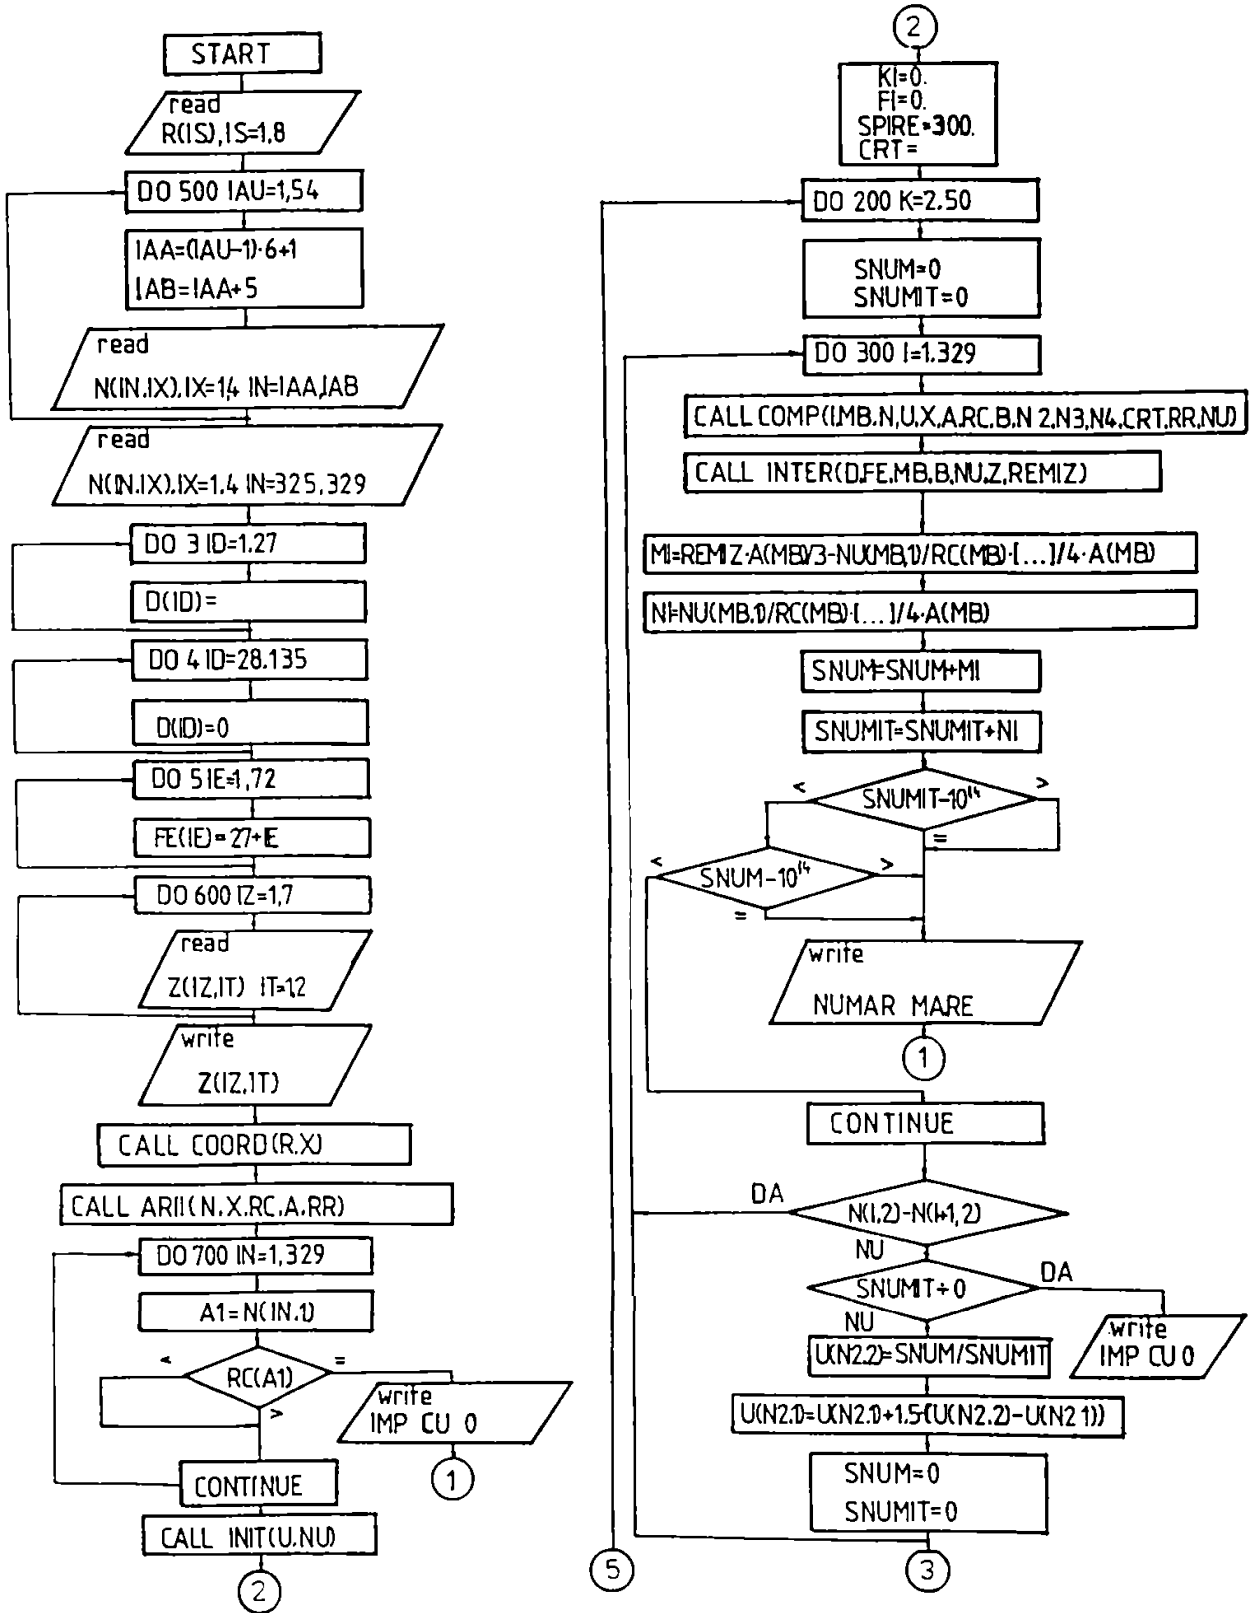 START
read
R(IS),IS=1,8
DO 500 IAU=1,54
IAA=(IAU-1)·6+1
IAB=IAA+5
read
N(IN.IX).IX=1,4 IN=IAA,IAB
read
N(IN.IX).IX=1.4 IN=325,329
DO 3 ID=1.27
D(ID)=
DO 4 ID=28.135
D(ID)=0
DO 5 IE=1,72
FE(IE)=27+IE
DO 600 IZ=1,7
read
Z(IZ,IT) IT=1,2
write
Z(IZ,IT)
CALL COORD(R.X)
CALL ARII(N.X.RC.A.RR)
DO 700 IN=1,329
A1=N(IN.1)
< =
RC(A1)
>
write
IMP CU 0
1
CONTINUE
CALL INIT(U.NU)
2
2
KI=0.
FI=0.
SPIRE=300.
CRT=
DO 200 K=2.50
SNUM=0
SNUMIT=0
DO 300 I=1.329
CALL COMP(I,MB.N,U,X,A,RC,B,N 2,N3,N4,CRT,RR,NU)
CALL INTER(D,FE,MB,B,NU,Z,REMIZ)
MI=REMIZ·A(MB)/3-NU(MB,1)/RC(MB)·[...]/4·A(MB)
NI=NU(MB,1)/RC(MB)·[...]/4·A(MB)
SNUM=SNUM+MI
SNUMIT=SNUMIT+NI
< >
SNUMIT-10¹⁴
=
< >
SNUM-10¹⁴
=
write
NUMAR MARE
1
CONTINUE
DA
N(I,2)-N(I+1,2)
NU
SNUMIT÷0
DA
NU
write
IMP CU 0
U(N2.2)=SNUM/SNUMIT
U(N2.1)=U(N2.1)+1.5·(U(N2.2)-U(N2 1))
SNUM=0
SNUMIT=0
5
3